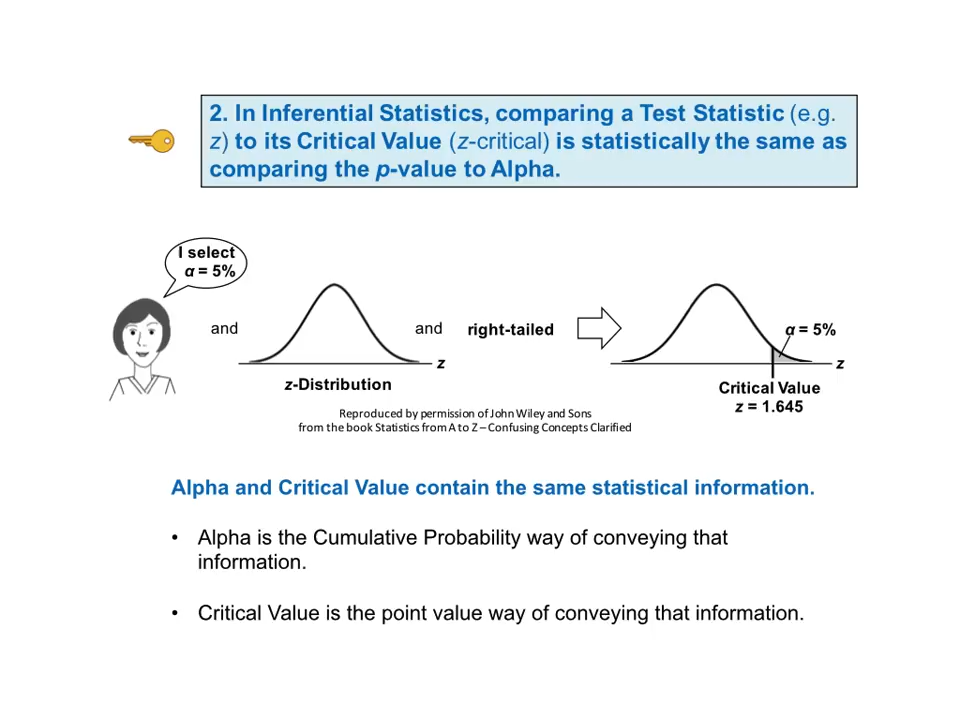 2. In Inferential Statistics, comparing a Test Statistic (e.g.
z) to its Critical Value (z-critical) is statistically the same as
comparing the p-value to Alpha.
I select
α = 5%
and
z
z-Distribution
and
right-tailed
α = 5%
z
Critical Value
z = 1.645
Reproduced by permission of John Wiley and Sons
from the book Statistics from A to Z – Confusing Concepts Clarified
Alpha and Critical Value contain the same statistical information.
• Alpha is the Cumulative Probability way of conveying that
information.
• Critical Value is the point value way of conveying that information.